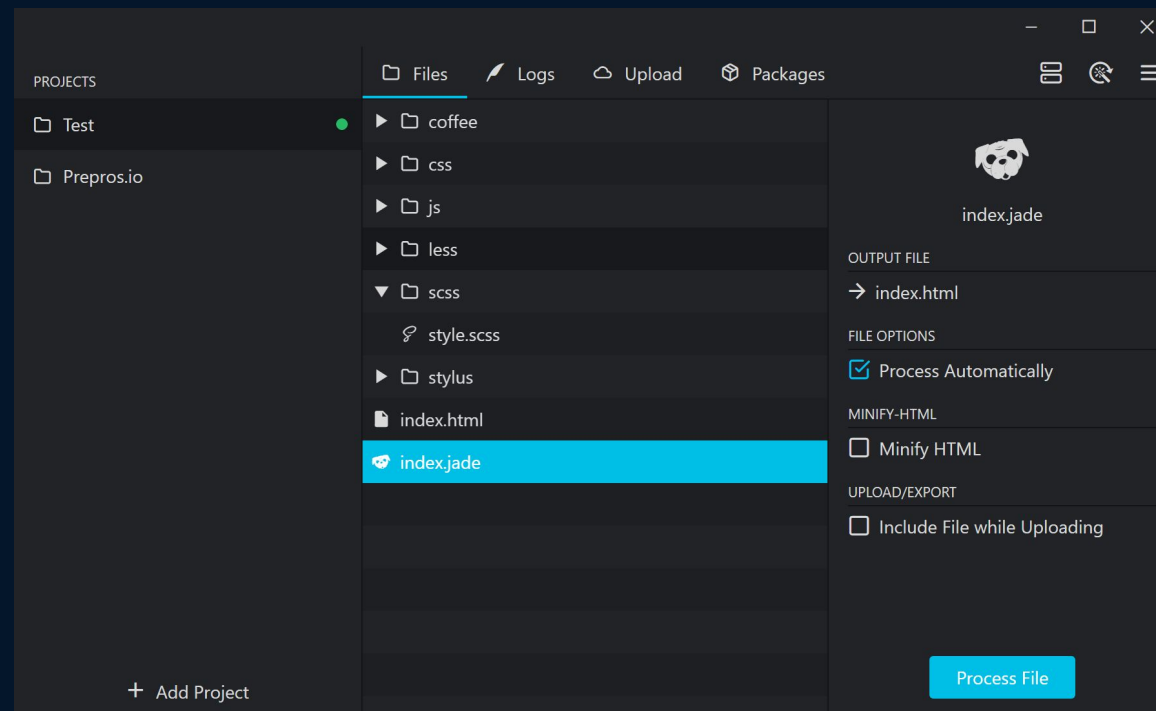 PROJECTS
Test
Prepros.io
+ Add Project
Files
Logs
Upload
Packages
coffee
css
js
less
scss
style.scss
stylus
index.html
index.jade
index.jade
OUTPUT FILE
→ index.html
FILE OPTIONS
Process Automatically
MINIFY-HTML
Minify HTML
UPLOAD/EXPORT
Include File while Uploading
Process File